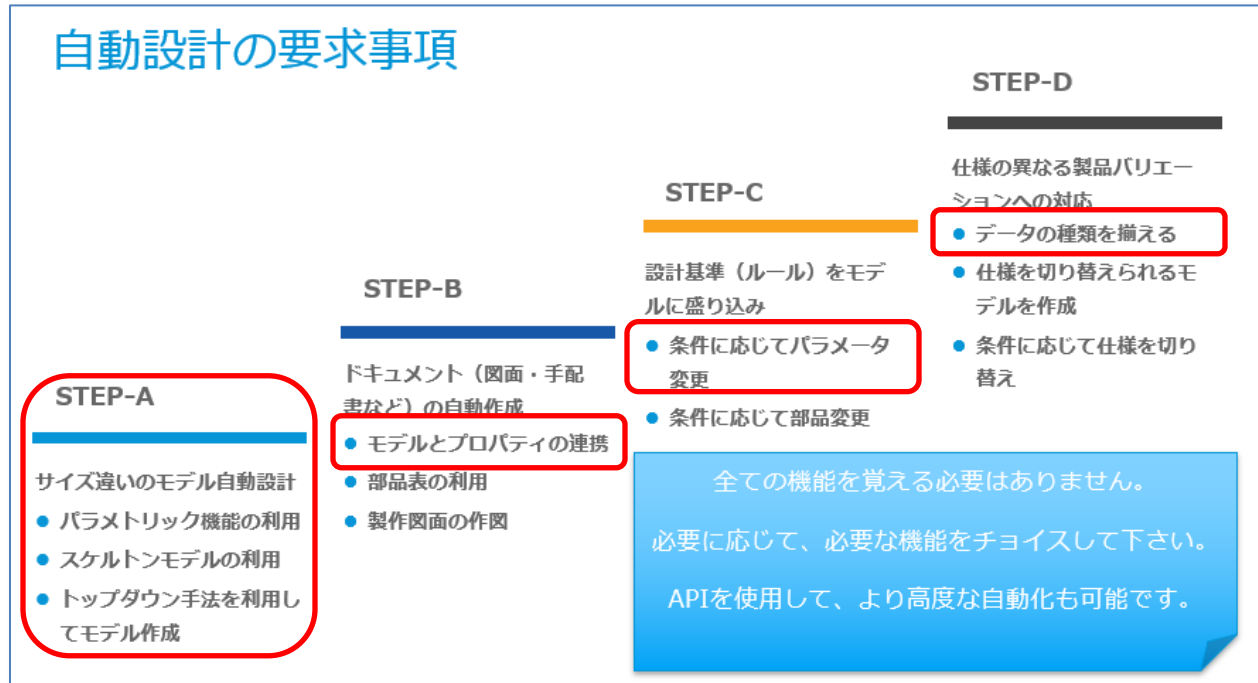 自動設計の要求事項
STEP-A
サイズ違いのモデル自動設計
● パラメトリック機能の利用
● スケルトンモデルの利用
● トップダウン手法を利用し
てモデル作成
STEP-B
ドキュメント（図面・手配
書など）の自動作成
● モデルとプロパティの連携
● 部品表の利用
● 製作図面の作図
STEP-C
設計基準（ルール）をモデ
ルに盛り込み
● 条件に応じてパラメータ
変更
● 条件に応じて部品変更
STEP-D
仕様の異なる製品バリエー
ションへの対応
● データの種類を揃える
● 仕様を切り替えられるモ
デルを作成
● 条件に応じて仕様を切り
替え
全ての機能を覚える必要はありません。
必要に応じて、必要な機能をチョイスして下さい。
APIを使用して、より高度な自動化も可能です。